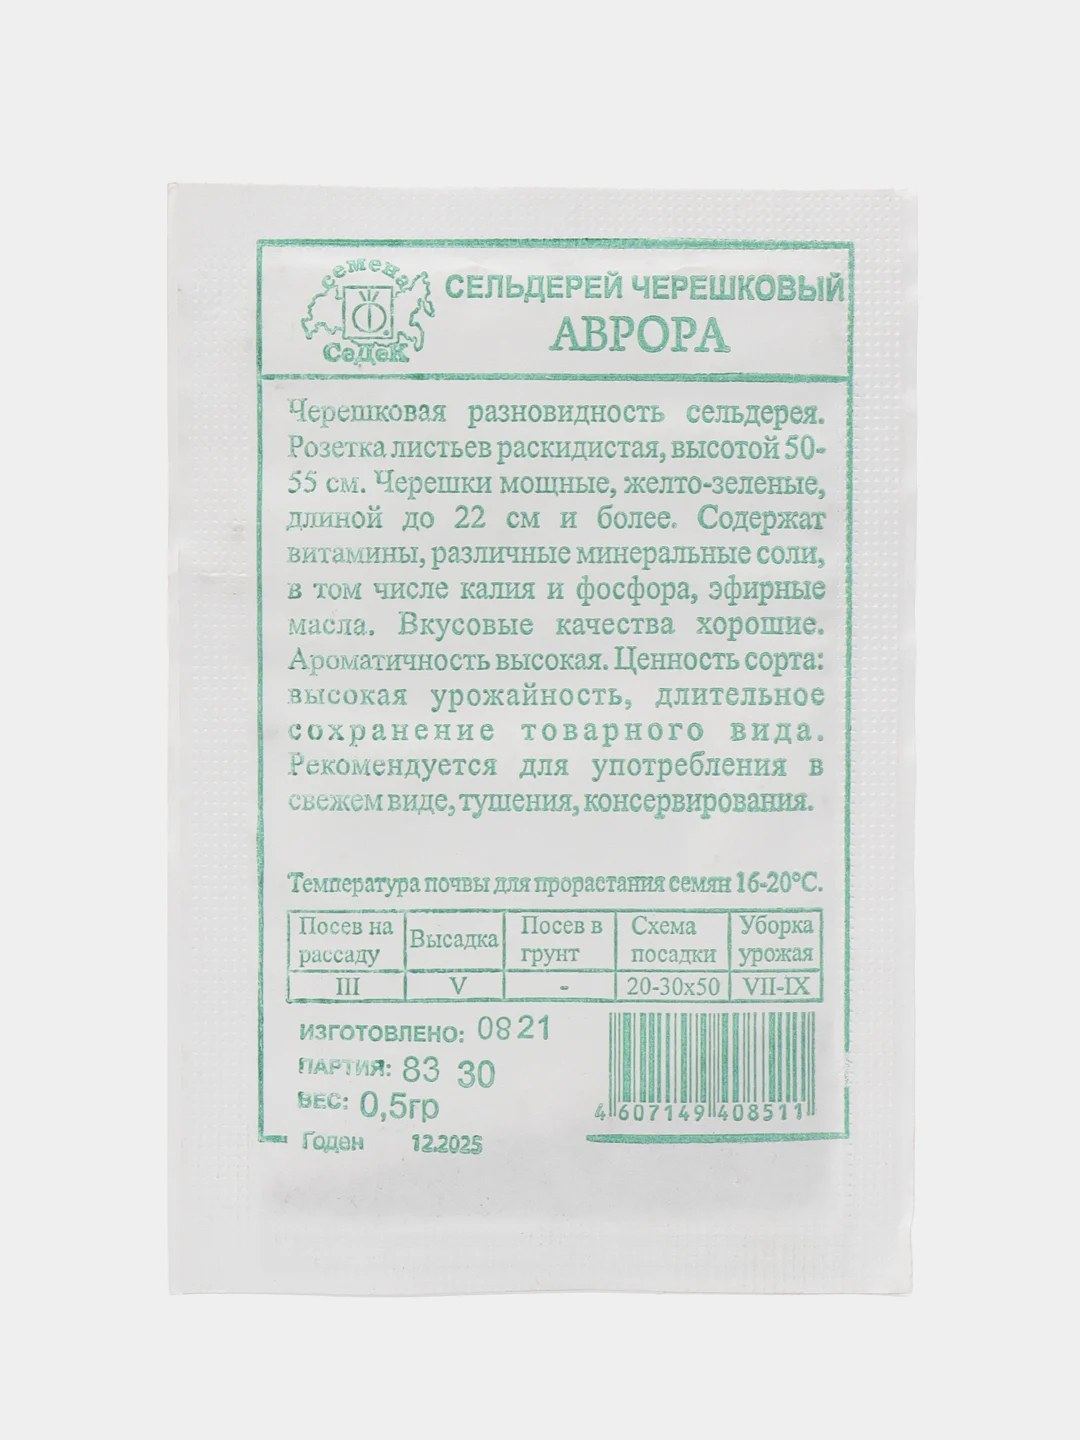 семена
СеДеК
СЕЛЬДЕРЕЙ ЧЕРЕШКОВЫЙ
АВРОРА
Черешковая разновидность сельдерея.
Розетка листьев раскидистая, высотой 50-
55 см. Черешки мощные, желто-зеленые,
длиной до 22 см и более. Содержат
витамины, различные минеральные соли,
в том числе калия и фосфора, эфирные
масла. Вкусовые качества хорошие.
Ароматичность высокая. Ценность сорта:
высокая урожайность, длительное
сохранение товарного вида.
Рекомендуется для употребления в
свежем виде, тушения, консервирования.
Температура почвы для прорастания семян 16-20°С.
Посев на рассаду Высадка Посев в грунт Схема посадки Уборка урожая
III V - 20-30х50 VII-IX
ИЗГОТОВЛЕНО: 08 21
ПАРТИЯ: 83 30
ВЕС: 0,5гр
Годен 12.2025
4 607149 408511